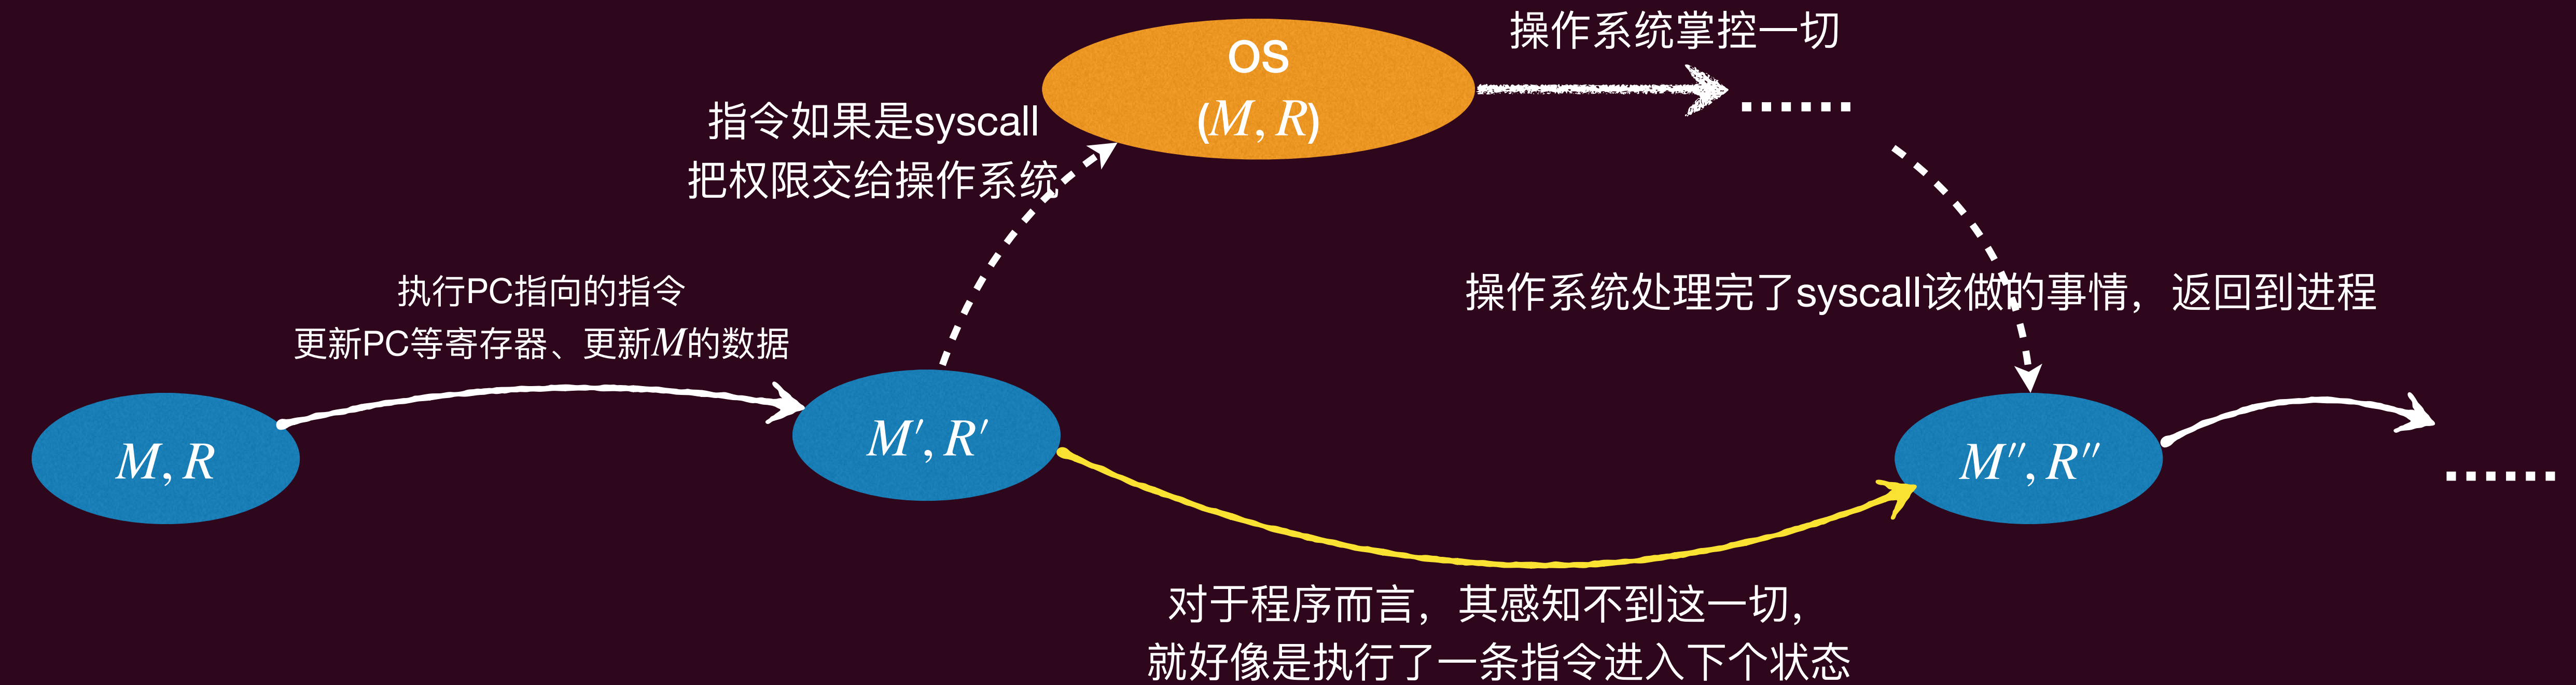 操作系统掌控一切
OS
(M, R)
......
指令如果是syscall
把权限交给操作系统
执行PC指向的指令
更新PC等寄存器、更新M的数据
操作系统处理完了syscall该做的事情，返回到进程
M, R
M′, R′
M″, R″
......
对于程序而言，其感知不到这一切，
就好像是执行了一条指令进入下个状态